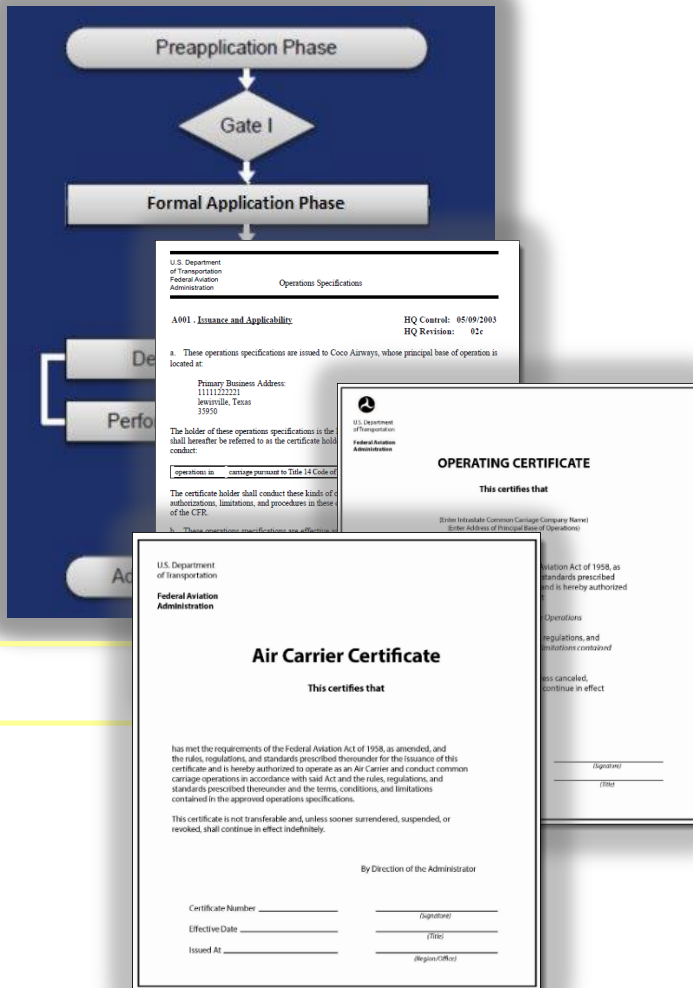 Preapplication Phase
Gate I
Formal Application Phase
De
Perfo
Ad
U.S. Department
of Transportation
Federal Aviation
Administration
Operations Specifications
A001 . Issuance and Applicability
HQ Control: 05/09/2003
HQ Revision: 02c
a. These operations specifications are issued to Coco Airways, whose principal base of operation is
located at:
Primary Business Address:
11111222221
lewisville, Texas
35950
The holder of these operations specifications is the
shall hereafter be referred to as the certificate hold
conduct:
operations in carriage pursuant to Title 14 Code of
The certificate holder shall conduct these kinds of
authorizations, limitations, and procedures in these
of the CFR.
b. These operations specifications are effective
U.S. Department
of Transportation
Federal Aviation
Administration
OPERATING CERTIFICATE
This certifies that
(Enter Intrastate Common Carriage Company Name)
(Enter Address of Principal Base of Operations)
Aviation Act of 1958, as
standards prescribed
and is hereby authorized
Operations
regulations, and
limitations contained
ess canceled,
continue in effect
(Signature)
(Title)
U.S. Department
of Transportation
Federal Aviation
Administration
Air Carrier Certificate
This certifies that
has met the requirements of the Federal Aviation Act of 1958, as amended, and
the rules, regulations, and standards prescribed thereunder for the issuance of this
certificate and is hereby authorized to operate as an Air Carrier and conduct common
carriage operations in accordance with said Act and the rules, regulations, and
standards prescribed thereunder and the terms, conditions, and limitations
contained in the approved operations specifications.
This certificate is not transferable and, unless sooner surrendered, suspended, or
revoked, shall continue in effect indefinitely.
By Direction of the Administrator
Certificate Number
(Signature)
Effective Date
(Title)
Issued At
(Region/Office)